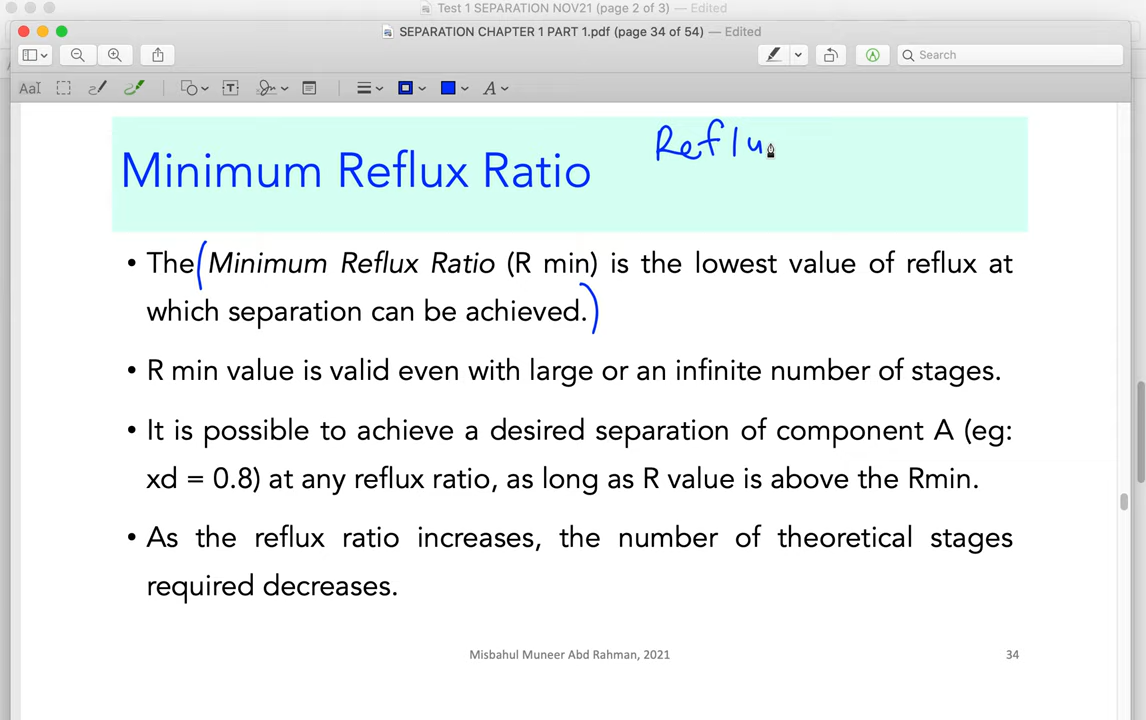 Test 1 SEPARATION NOV21 (page 2 of 3) — Edited
SEPARATION CHAPTER 1 PART 1.pdf (page 34 of 54) — Edited
Search
AaI
A
Minimum Reflux Ratio
Reflu
• The (Minimum Reflux Ratio (R min) is the lowest value of reflux at
which separation can be achieved.)
• R min value is valid even with large or an infinite number of stages.
• It is possible to achieve a desired separation of component A (eg:
xd = 0.8) at any reflux ratio, as long as R value is above the Rmin.
• As the reflux ratio increases, the number of theoretical stages
required decreases.
Misbahul Muneer Abd Rahman, 2021
34